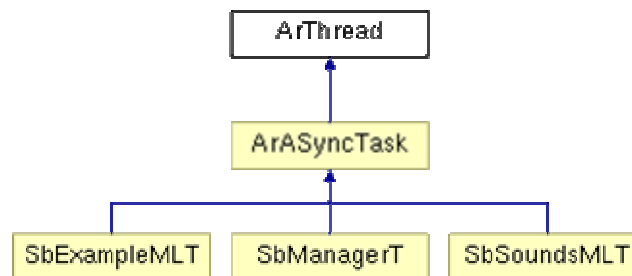 ArThread
ArASyncTask
SbExampleMLT
SbManagerT
SbSoundsMLT